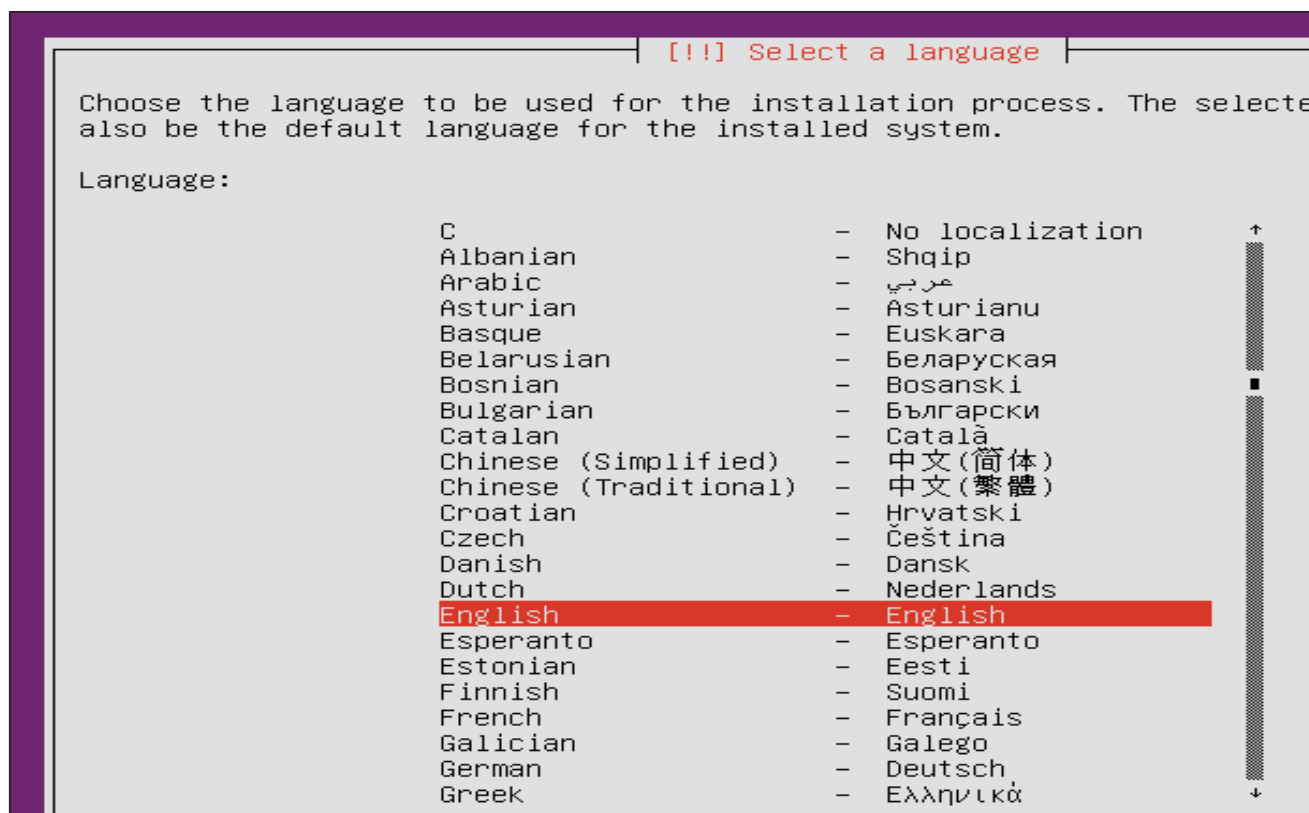 [!!] Select a language
Choose the language to be used for the installation process. The selecte
also be the default language for the installed system.
Language:
C - No localization
Albanian - Shqip
Arabic - عربي
Asturian - Asturianu
Basque - Euskara
Belarusian - Беларуская
Bosnian - Bosanski
Bulgarian - Български
Catalan - Català
Chinese (Simplified) - 中文(简体)
Chinese (Traditional) - 中文(繁體)
Croatian - Hrvatski
Czech - Čeština
Danish - Dansk
Dutch - Nederlands
English - English
Esperanto - Esperanto
Estonian - Eesti
Finnish - Suomi
French - Français
Galician - Galego
German - Deutsch
Greek - Ελληνικά